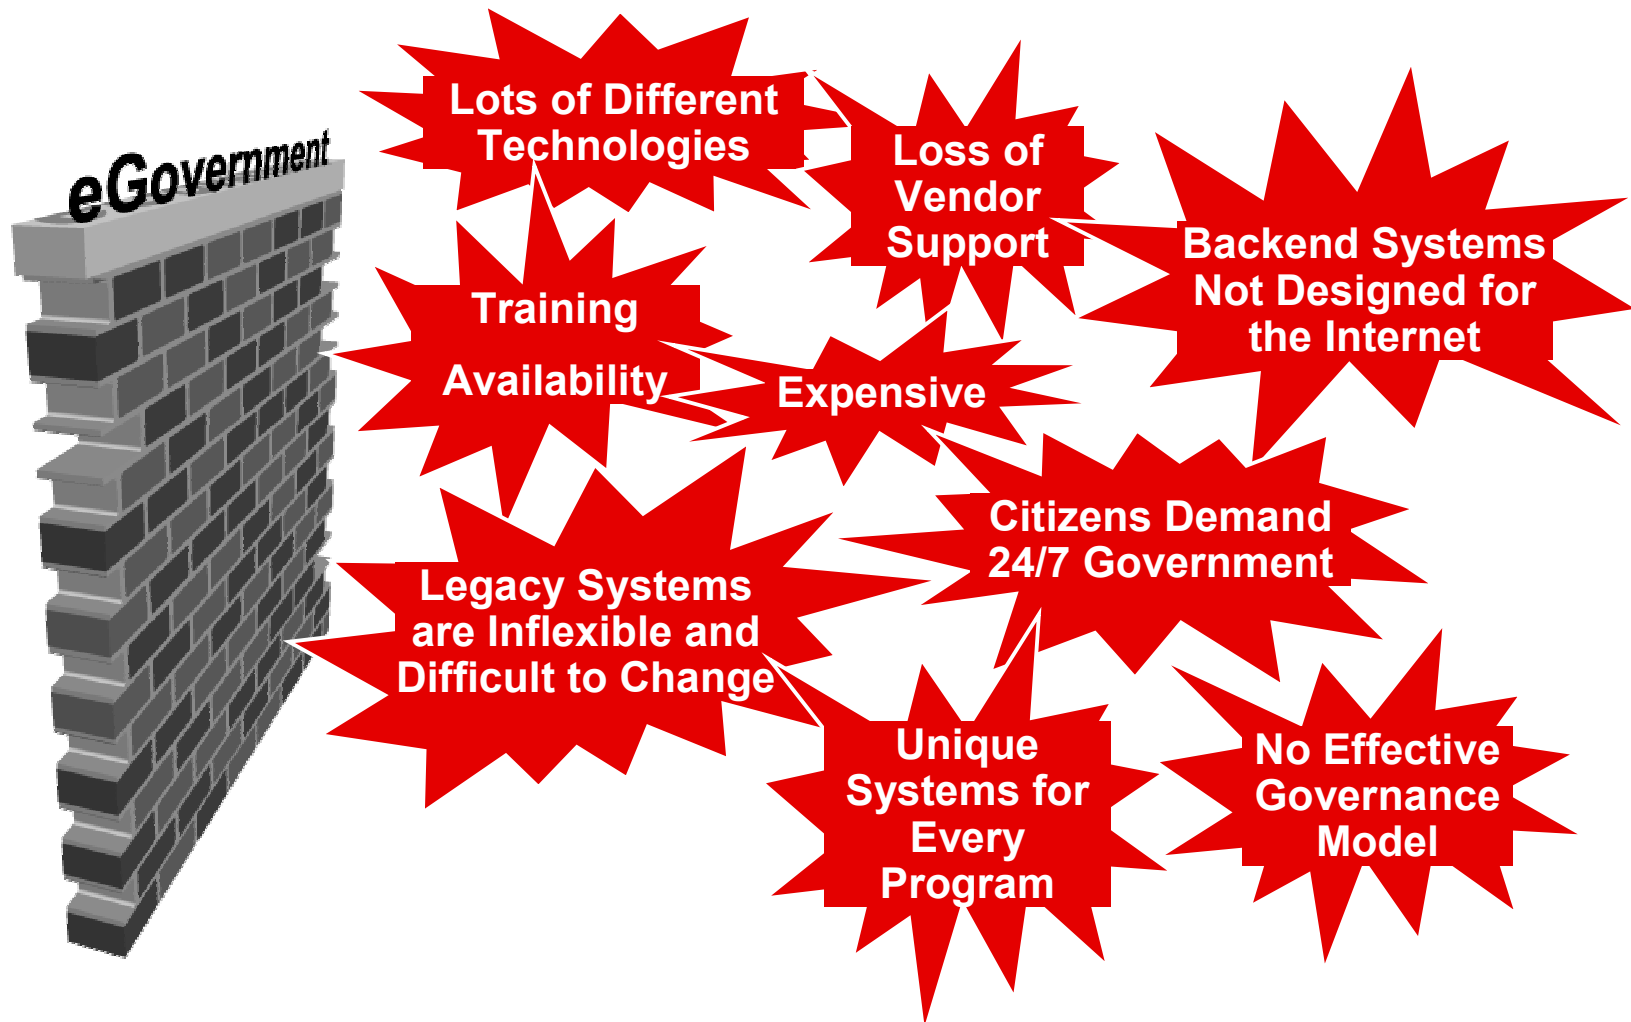 eGovernment
Lots of Different
Technologies
Loss of
Vendor
Support
Backend Systems
Not Designed for
the Internet
Training
Availability
Expensive
Citizens Demand
24/7 Government
Legacy Systems
are Inflexible and
Difficult to Change
Unique
Systems for
Every
Program
No Effective
Governance
Model